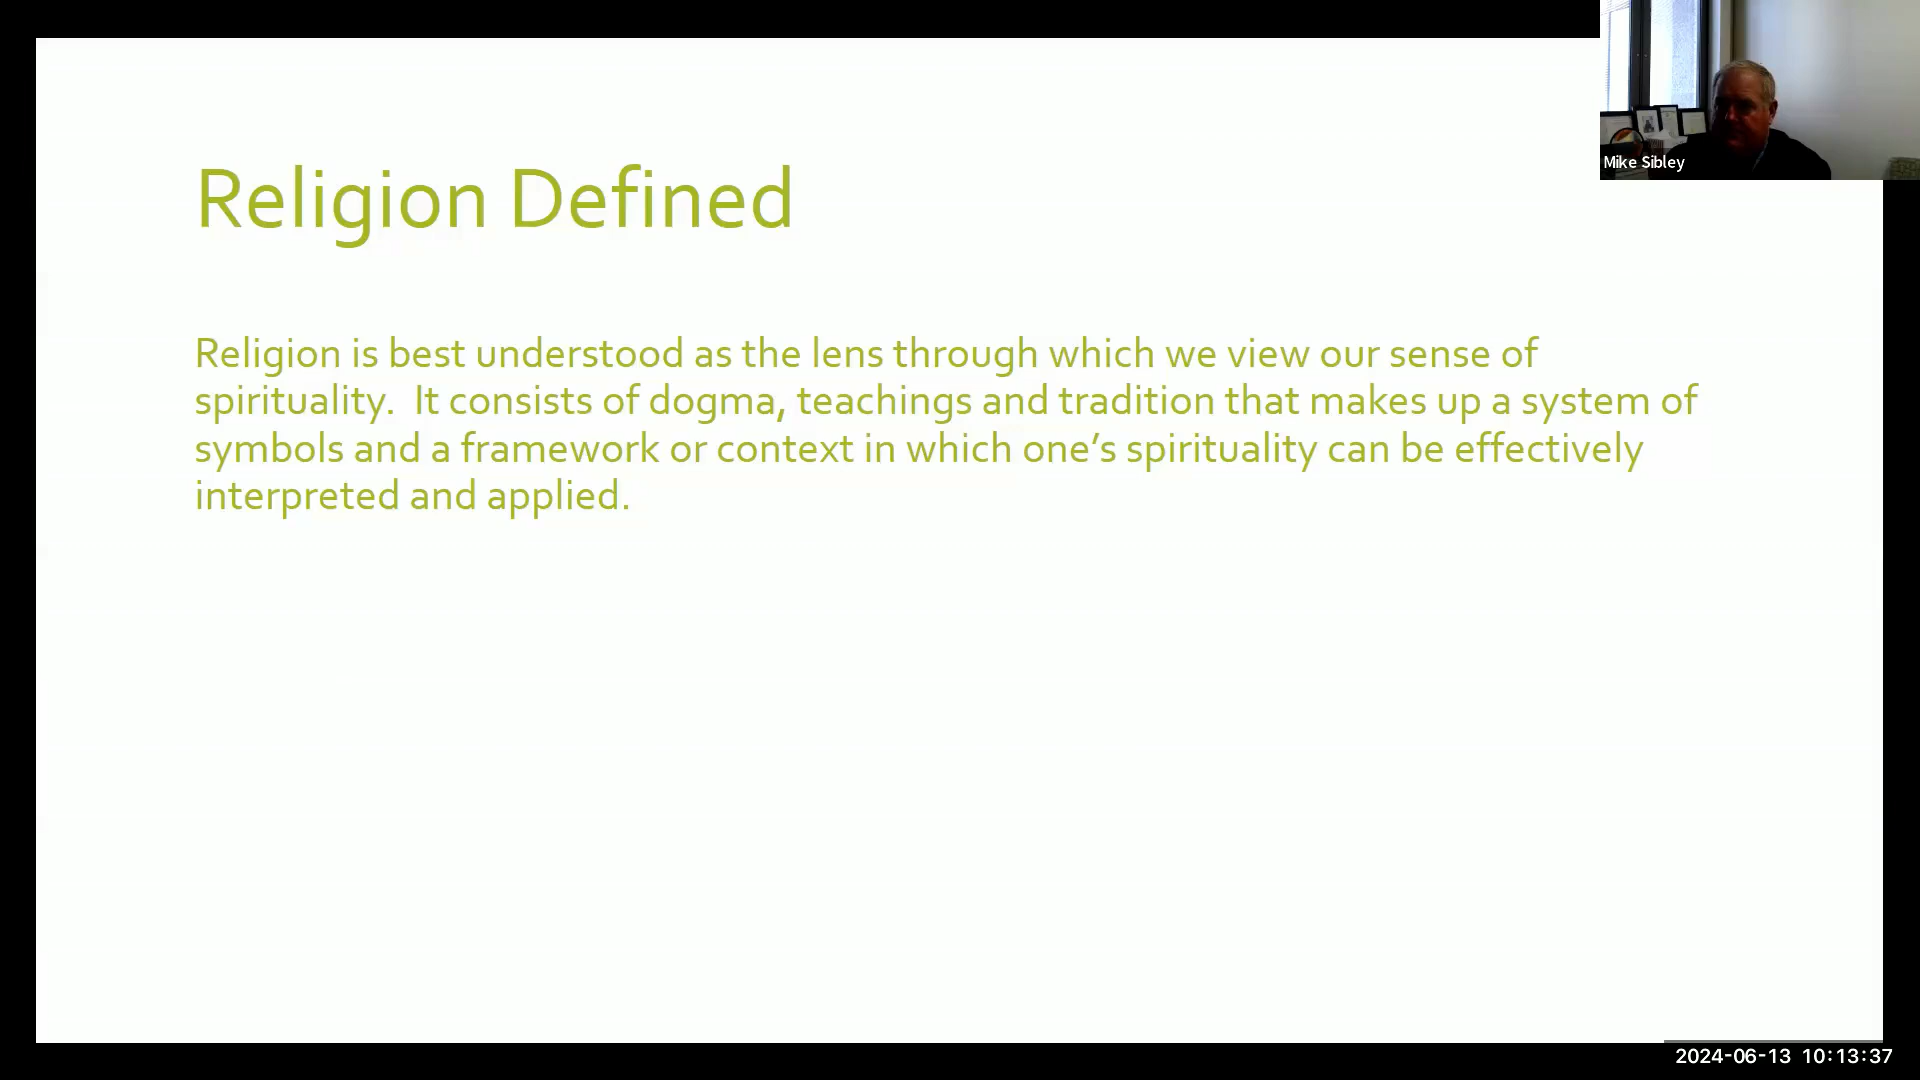 Mike Sibley
Religion Defined
Religion is best understood as the lens through which we view our sense of
spirituality.  It consists of dogma, teachings and tradition that makes up a system of
symbols and a framework or context in which one’s spirituality can be effectively
interpreted and applied.
2024-06-13 10:13:37